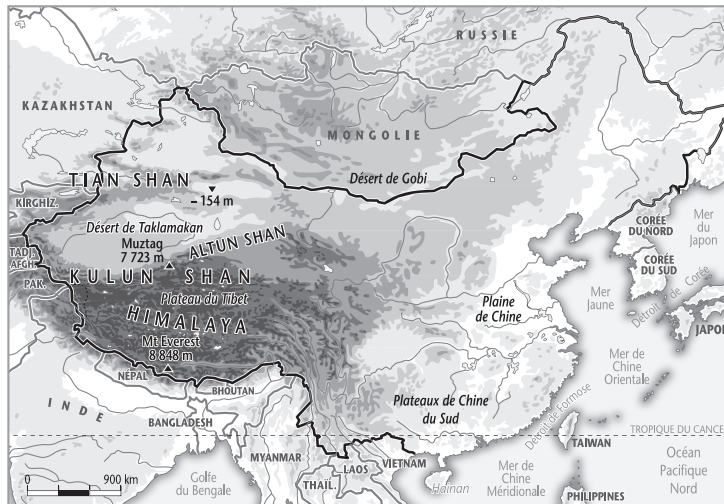 RUSSIE
KAZAKHSTAN
MONGOLIE
Désert de Gobi
TIAN SHAN
– 154 m
KIRGHIZ.
Désert de Taklamakan
Muztag
7 723 m
ALTUN SHAN
TADJ.
AFGH.
PAK.
KULUN SHAN
Plateau du Tibet
HIMALAYA
Mt Everest
8 848 m
NÉPAL
BHOUTAN
INDE
BANGLADESH
MYANMAR
LAOS
THAIL.
VIETNAM
Golfe
du Bengale
0 900 km
CORÉE
DU NORD
CORÉE
DU SUD
Mer
du Japon
Mer
Jaune
Détroit de Corée
JAPON
Plaine
de Chine
Mer de
Chine
Orientale
Plateaux de Chine
du Sud
Détroit de Formose
TROPIQUE DU CANCE
TAIWAN
Océan
Pacifique
Nord
Mer de
Chine
Méridionale
Hainan
PHILIPPINES